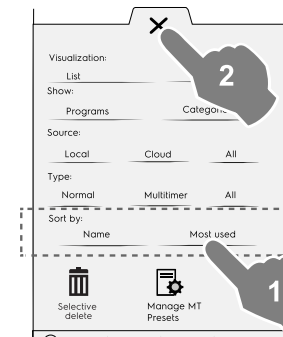 2
Visualization:
List
Show:
Programs
Source:
Local Cloud All
Type:
Normal Multitimer All
Sort by:
Name Most used
1
Selective
delete
Manage MT
Presets